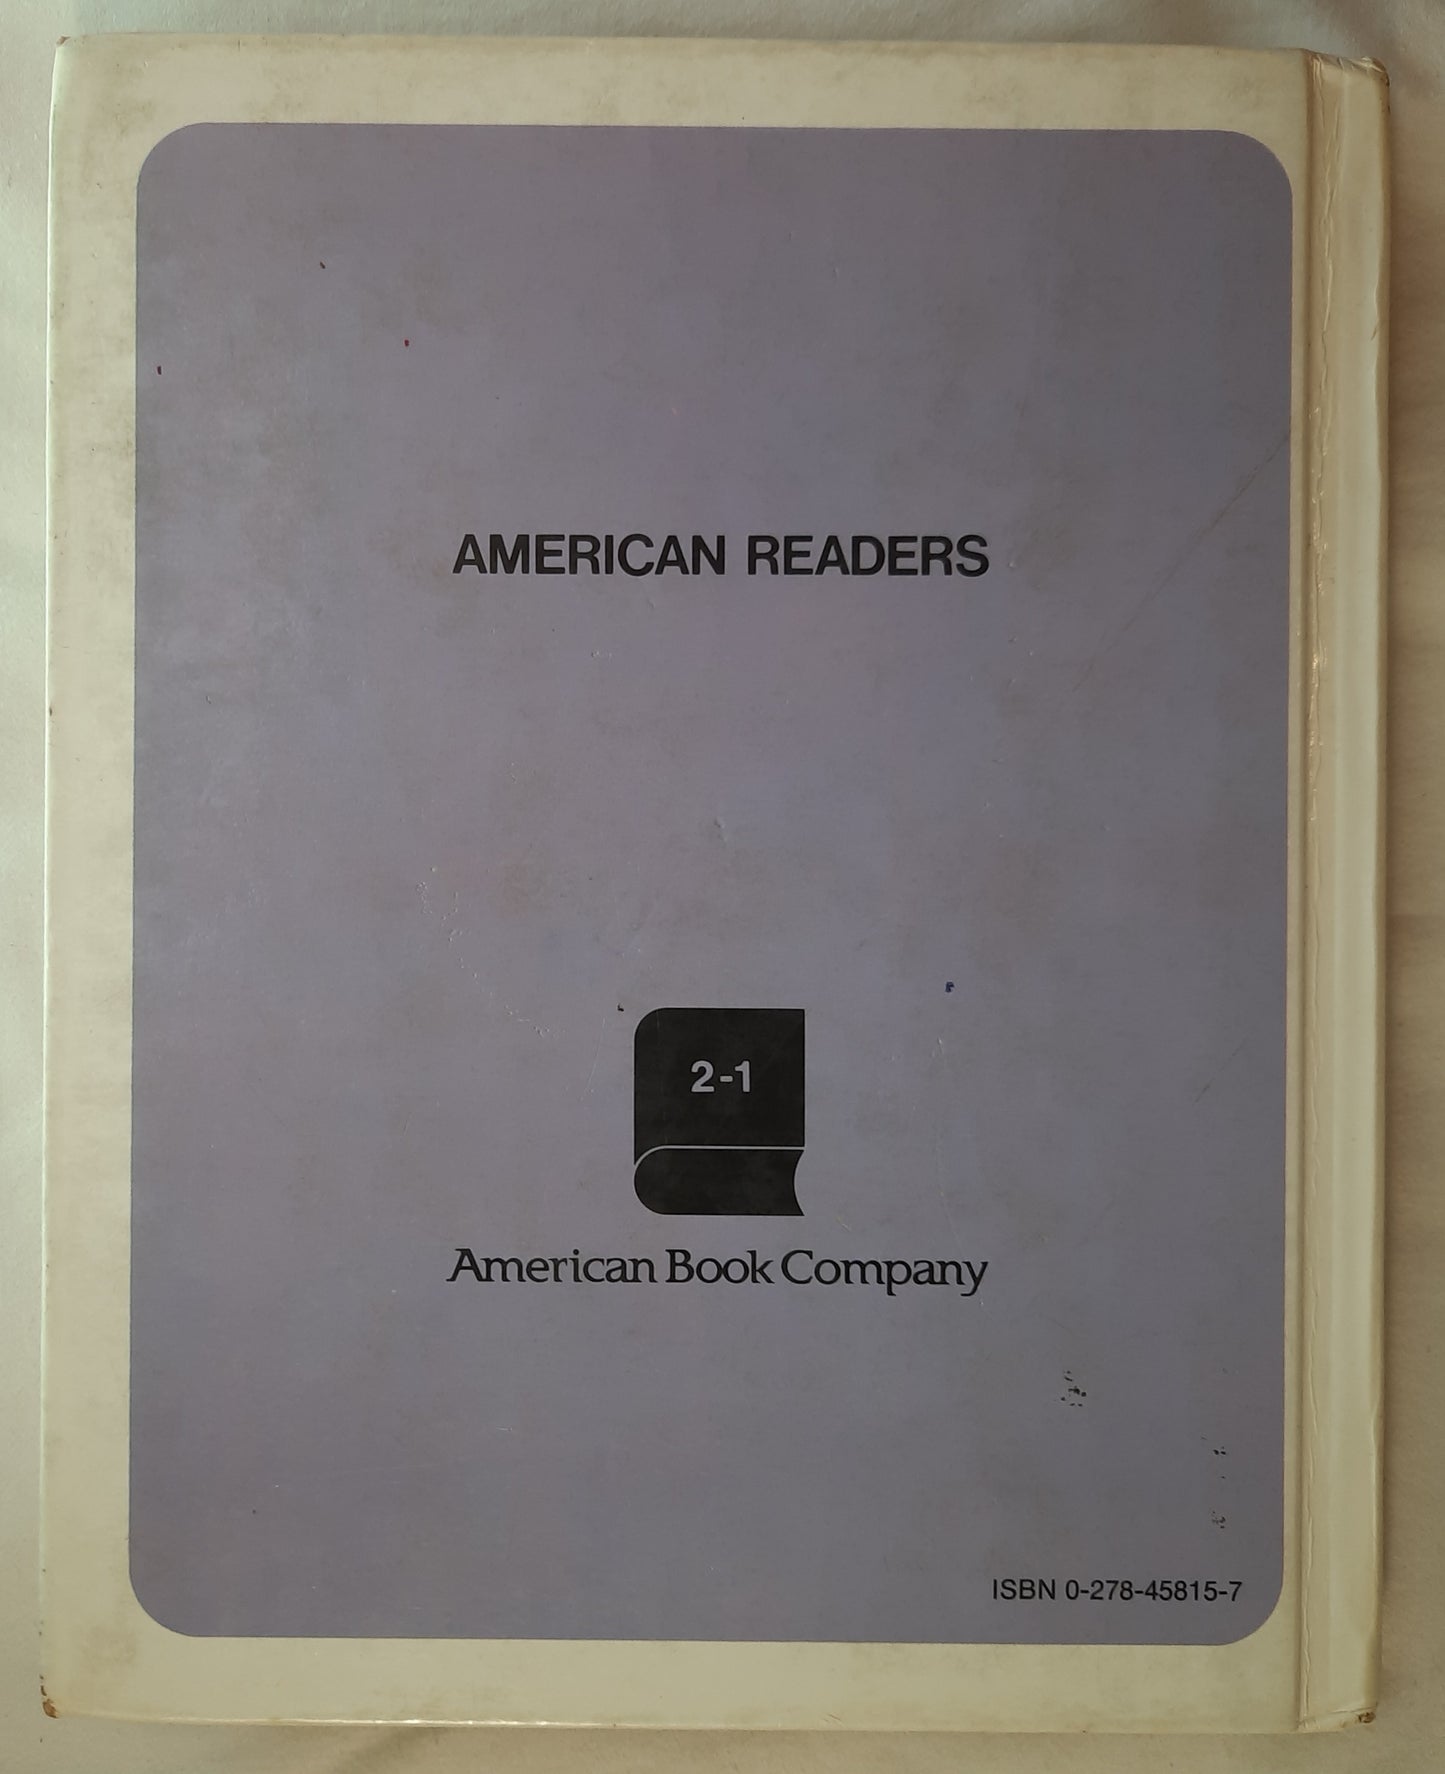 AMERICAN READERS
2-1
American Book Company
ISBN 0-278-45815-7